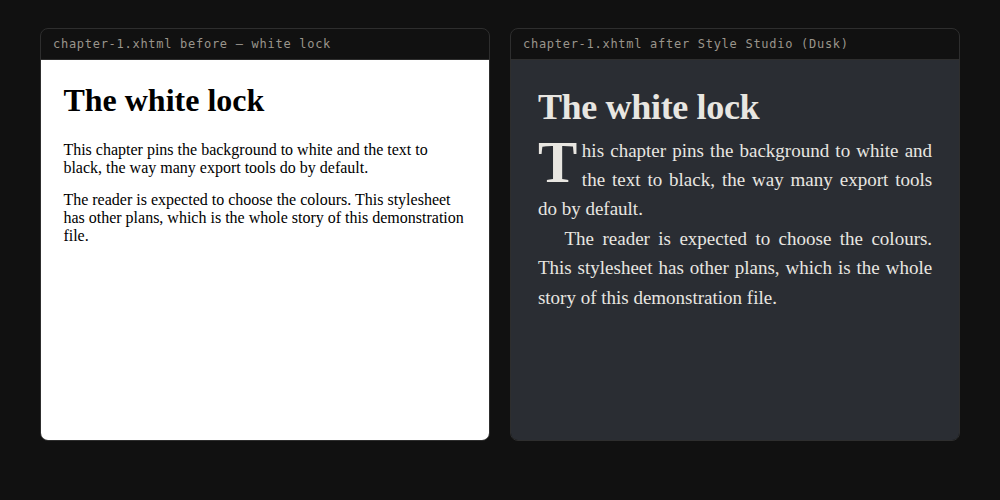 chapter-1.xhtml before — white lock
The white lock
This chapter pins the background to white and the text to
black, the way many export tools do by default.
The reader is expected to choose the colours. This stylesheet
has other plans, which is the whole story of this demonstration
file.
chapter-1.xhtml after Style Studio (Dusk)
The white lock
This chapter pins the background to white and
the text to black, the way many export tools
do by default.
The reader is expected to choose the colours.
This stylesheet has other plans, which is the whole
story of this demonstration file.